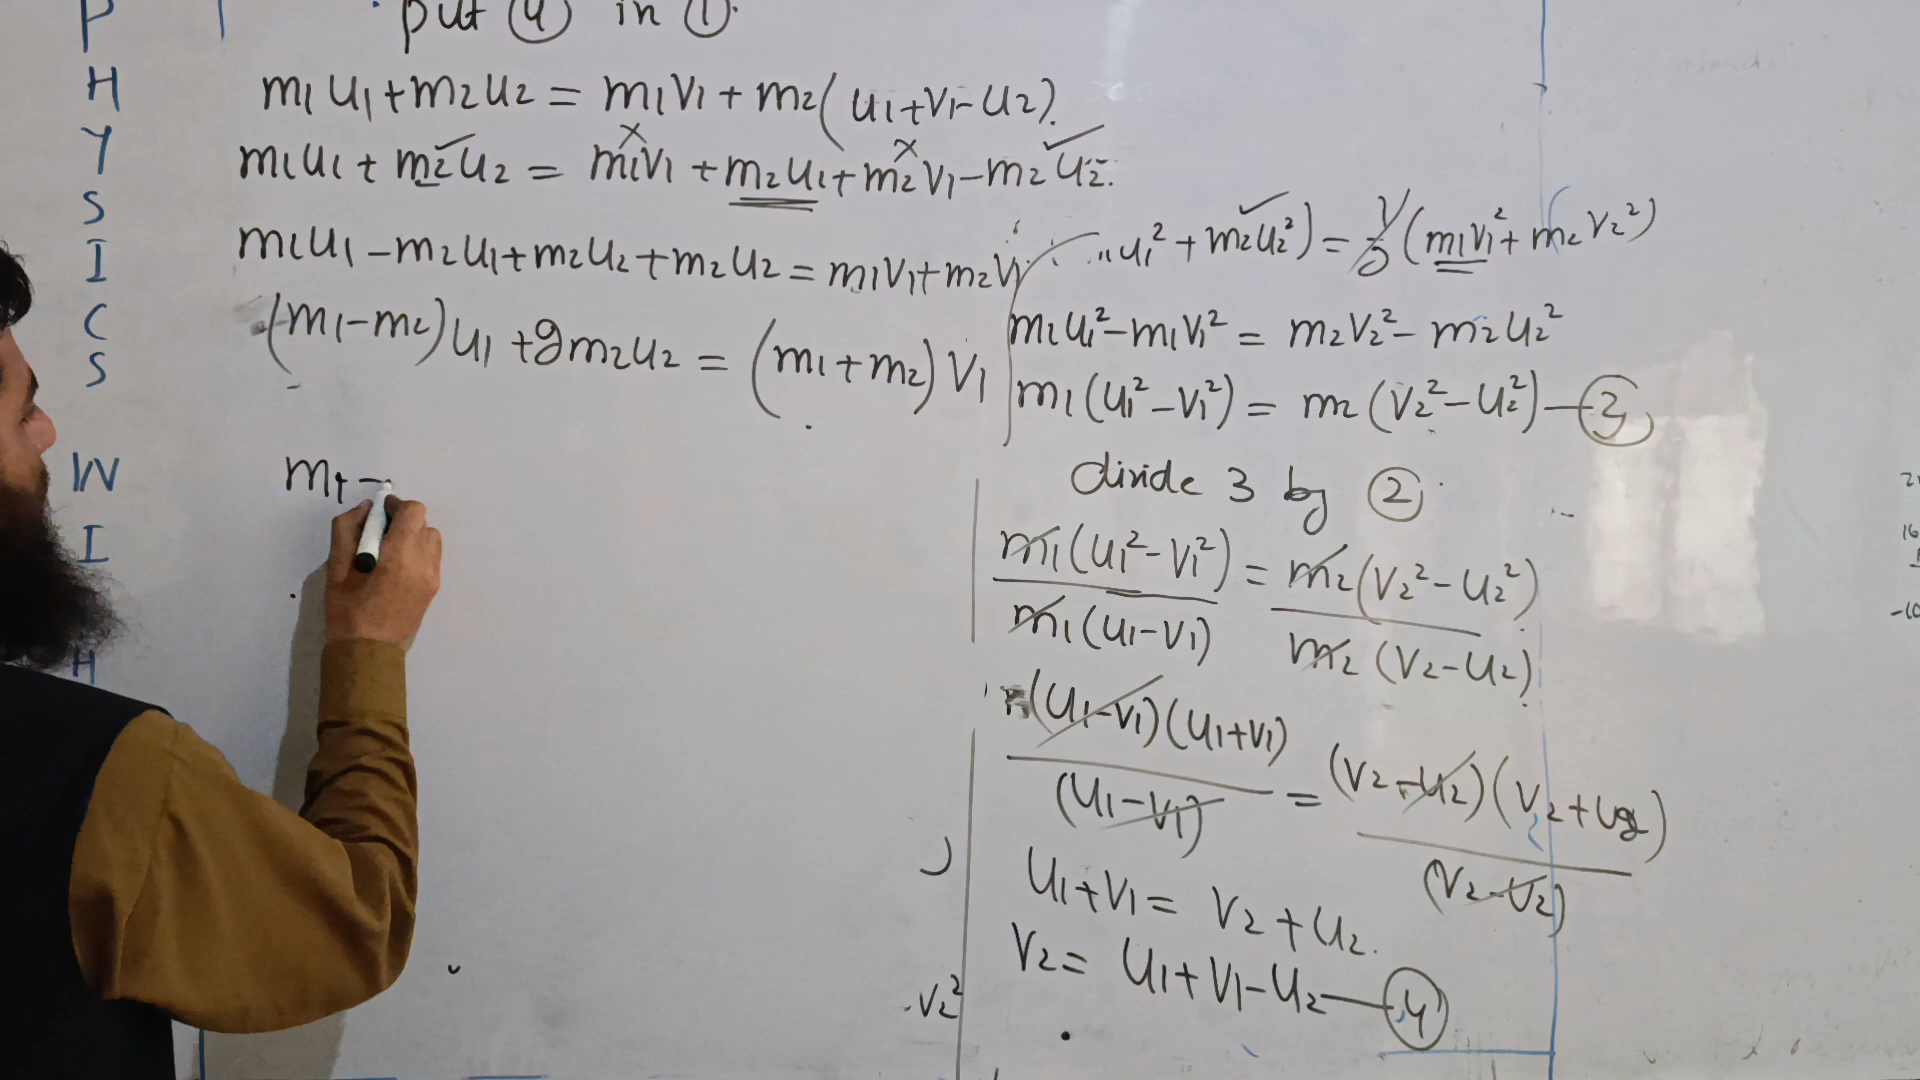 PHYSICS WI H
put ④ in ①.
m1u1+m2u2 = m1v1+m2(u1+v1-u2).
m1u1+m2u2 = m1v1+m2u1+m2v1-m2u2.
m1u1-m2u1+m2u2+m2u2 = m1v1+m2v1
(m1-m2)u1+2m2u2 = (m1+m2)v1
m1-
u1²+m2u2²) = 1/2(m1v1²+m2v2²)
m1u1²-m1v1² = m2v2²-m2u2²
m1(u1²-v1²) = m2(v2²-u2²)—③
divide 3 by ②
m1(u1²-v1²) = m2(v2²-u2²)
m1(u1-v1) m2(v2-u2)
(u1-v1)(u1+v1) = (v2-u2)(v2+u2)
(u1-v1) (v2-u2)
u1+v1 = v2+u2.
v2 = u1+v1-u2—④
v2²